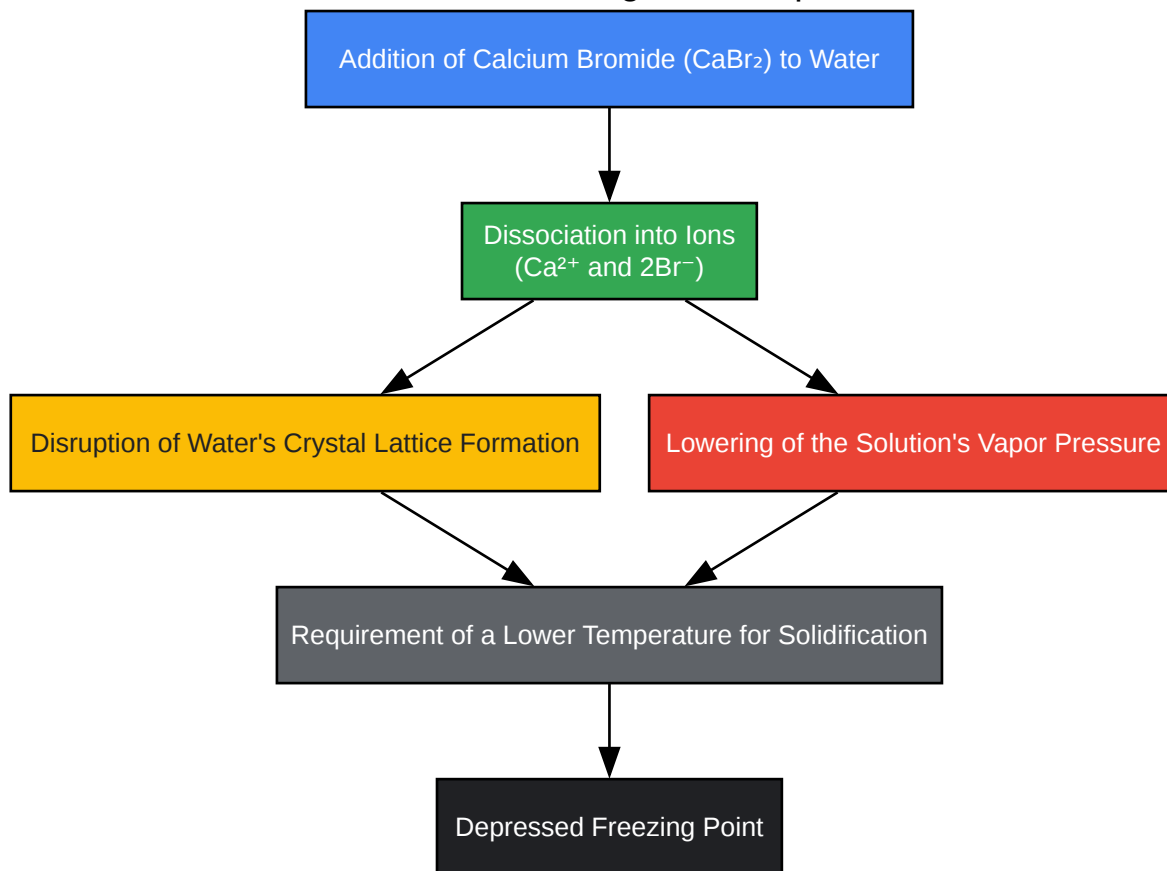 Addition of Calcium Bromide (CaBr₂) to Water
Dissociation into Ions
(Ca²⁺ and 2Br⁻)
Disruption of Water's Crystal Lattice Formation
Lowering of the Solution's Vapor Pressure
Requirement of a Lower Temperature for Solidification
Depressed Freezing Point